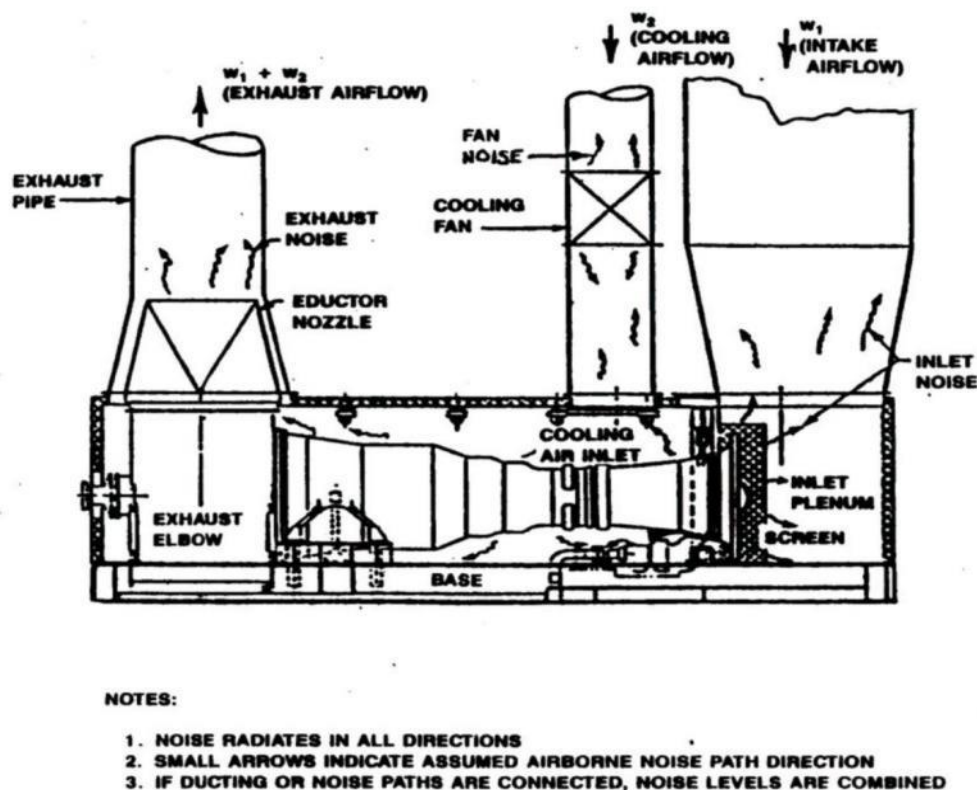 w₂
(COOLING
AIRFLOW)
w₁
(INTAKE
AIRFLOW)
w₁ + w₂
(EXHAUST AIRFLOW)
FAN
NOISE
EXHAUST
PIPE
EXHAUST
NOISE
COOLING
FAN
EDUCTOR
NOZZLE
INLET
NOISE
COOLING
AIR INLET
INLET
PLENUM
EXHAUST
ELBOW
SCREEN
BASE
NOTES:
1. NOISE RADIATES IN ALL DIRECTIONS
2. SMALL ARROWS INDICATE ASSUMED AIRBORNE NOISE PATH DIRECTION
3. IF DUCTING OR NOISE PATHS ARE CONNECTED, NOISE LEVELS ARE COMBINED